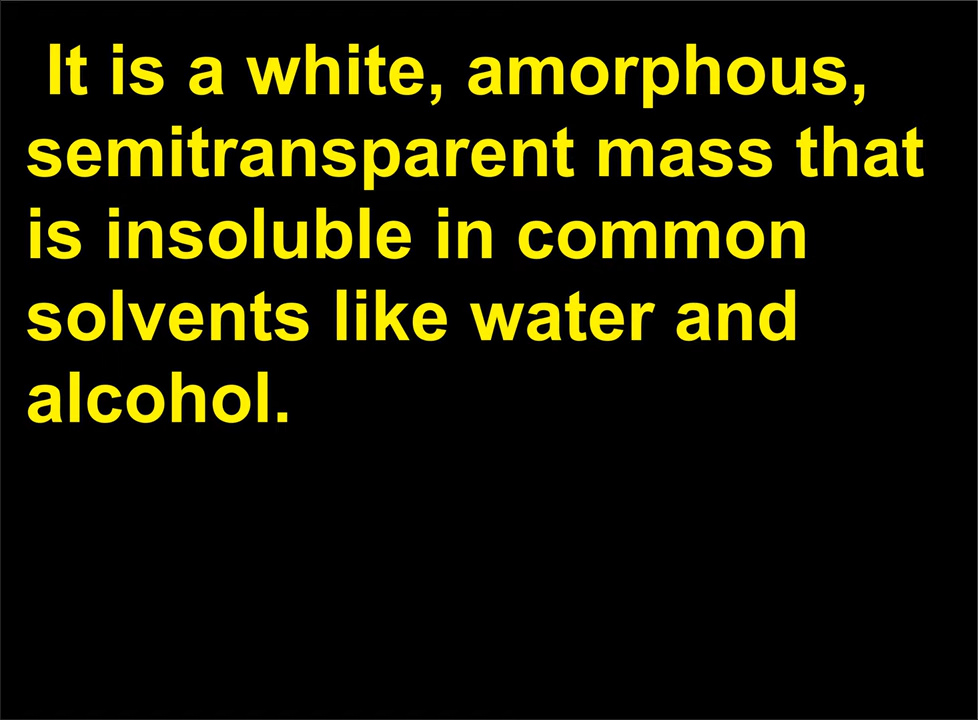 It is a white, amorphous,
semitransparent mass that
is insoluble in common
solvents like water and
alcohol.